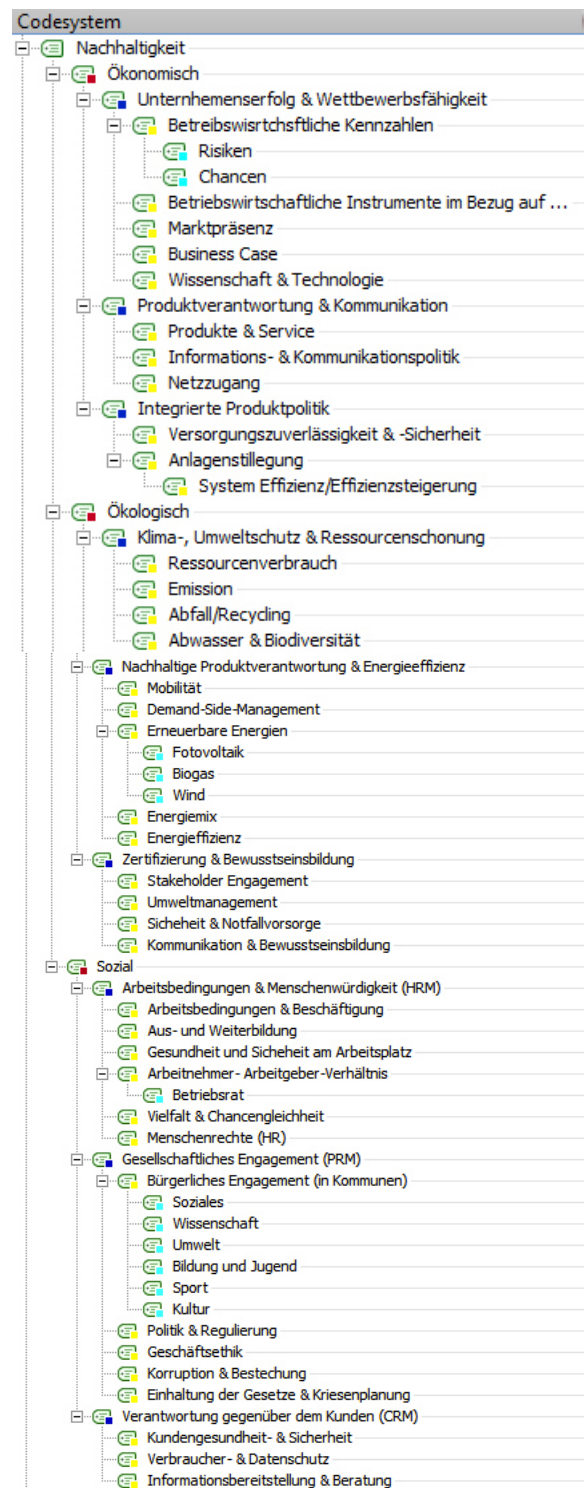 Codesystem
Nachhaltigkeit
Ökonomisch
Unternhemenserfolg & Wettbewerbsfähigkeit
Betreibswisrtchsftliche Kennzahlen
Risiken
Chancen
Betriebswirtschaftliche Instrumente im Bezug auf ...
Marktpräsenz
Business Case
Wissenschaft & Technologie
Produktverantwortung & Kommunikation
Produkte & Service
Informations- & Kommunikationspolitik
Netzzugang
Integrierte Produktpolitik
Versorgungszuverlässigkeit & -Sicherheit
Anlagenstillegung
System Effizienz/Effizienzsteigerung
Ökologisch
Klima-, Umweltschutz & Ressourcenschonung
Ressourcenverbrauch
Emission
Abfall/Recycling
Abwasser & Biodiversität
Nachhaltige Produktverantwortung & Energieeffizienz
Mobilität
Demand-Side-Management
Erneuerbare Energien
Fotovoltaik
Biogas
Wind
Energiemix
Energieffizienz
Zertifizierung & Bewusstseinsbildung
Stakeholder Engagement
Umweltmanagement
Sicheheit & Notfallvorsorge
Kommunikation & Bewusstseinsbildung
Sozial
Arbeitsbedingungen & Menschenwürdigkeit (HRM)
Arbeitsbedingungen & Beschäftigung
Aus- und Weiterbildung
Gesundheit und Sicheheit am Arbeitsplatz
Arbeitnehmer- Arbeitgeber-Verhältnis
Betriebsrat
Vielfalt & Chancengleichheit
Menschenrechte (HR)
Gesellschaftliches Engagement (PRM)
Bürgerliches Engagement (in Kommunen)
Soziales
Wissenschaft
Umwelt
Bildung und Jugend
Sport
Kultur
Politik & Regulierung
Geschäftsethik
Korruption & Bestechung
Einhaltung der Gesetze & Kriesenplanung
Verantwortung gegenüber dem Kunden (CRM)
Kundengesundheit- & Sicherheit
Verbraucher- & Datenschutz
Informationsbereitstellung & Beratung